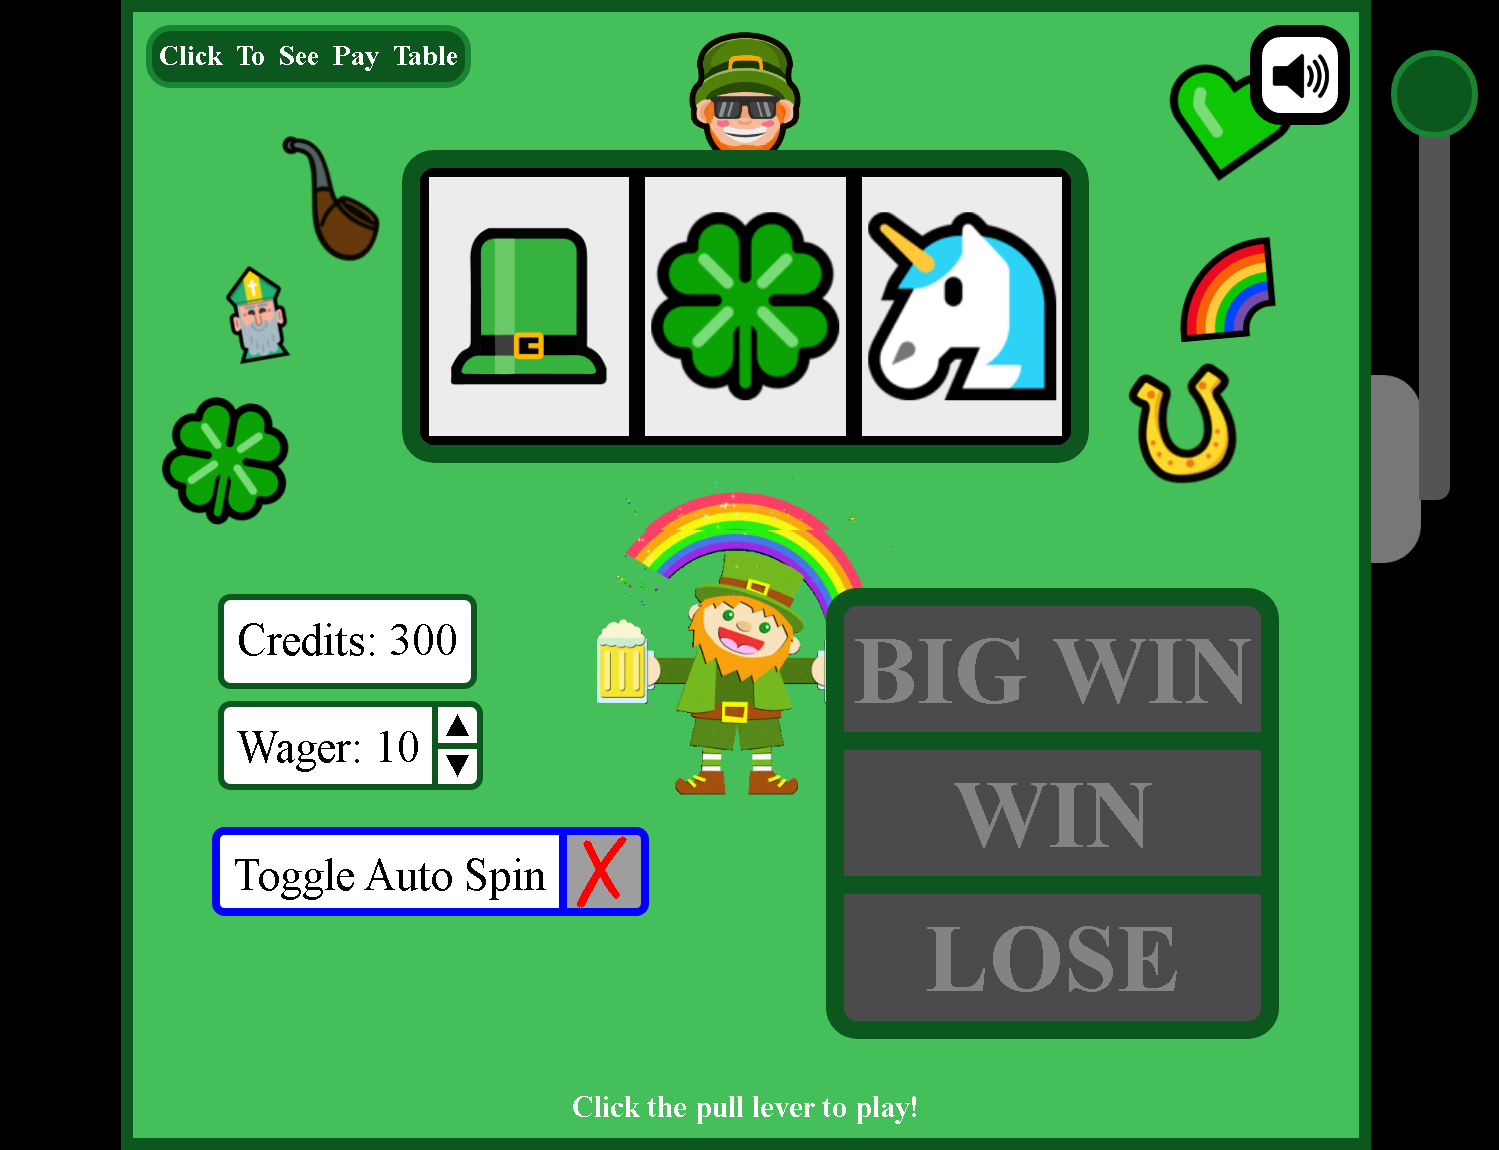 Click To See Pay Table
Credits: 300
Wager: 10
▲
▼
Toggle Auto Spin
X
BIG WIN
WIN
LOSE
Click the pull lever to play!